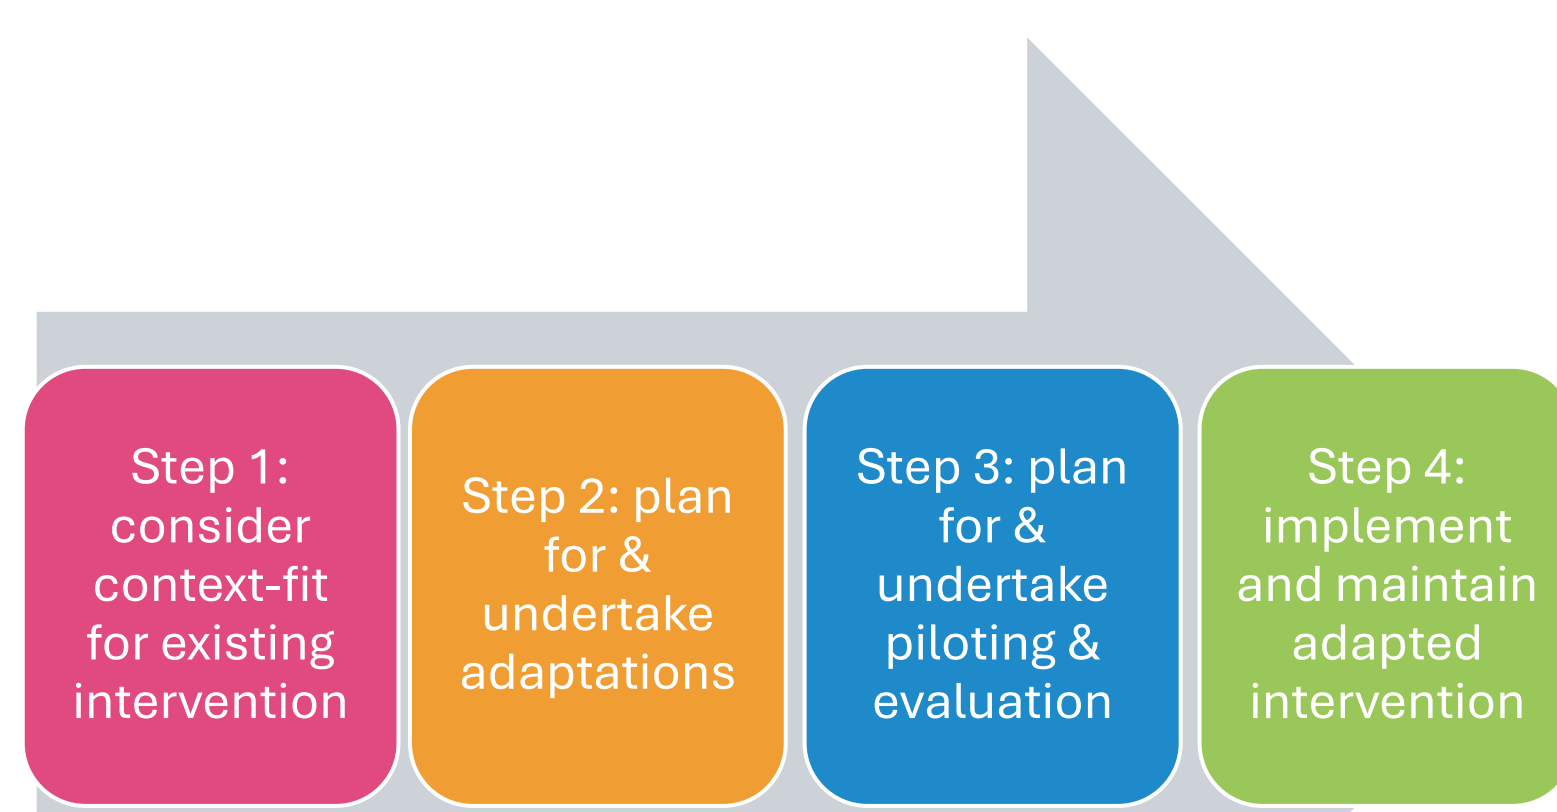 Step 1:
consider
context-fit
for existing
intervention
Step 2: plan
for &
undertake
adaptations
Step 3: plan
for &
undertake
piloting &
evaluation
Step 4:
implement
and maintain
adapted
intervention